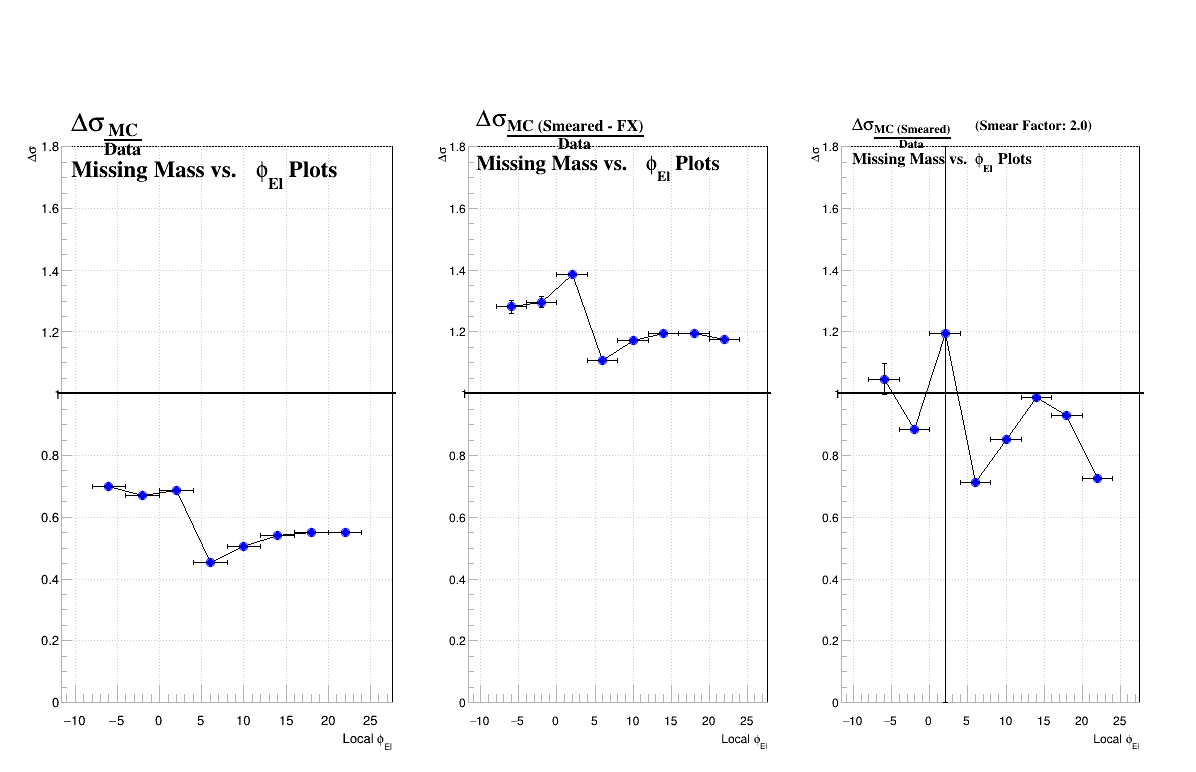 Δσ MC
Data
Missing Mass vs. ϕEl Plots
Δσ
1.8
1.6
1.4
1.2
1
0.8
0.6
0.4
0.2
0
−10 −5 0 5 10 15 20 25
Local ϕEl
Δσ MC (Smeared - FX)
Data
Missing Mass vs. ϕEl Plots
Δσ
1.8
1.6
1.4
1.2
1
0.8
0.6
0.4
0.2
0
−10 −5 0 5 10 15 20 25
Local ϕEl
Δσ MC (Smeared) (Smear Factor: 2.0)
Data
Missing Mass vs. ϕEl Plots
Δσ
1.8
1.6
1.4
1.2
1
0.8
0.6
0.4
0.2
0
−10 −5 0 5 10 15 20 25
Local ϕEl